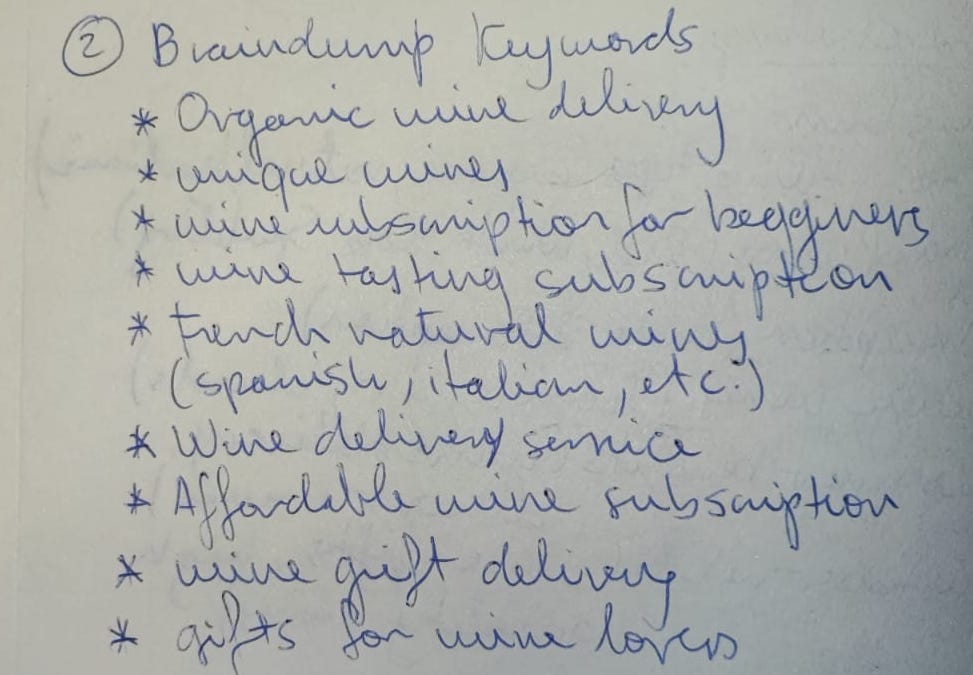 ② Braindump Keywords
* Organic wine delivery
* unique wines
* wine subscription for begginers
* wine tasting subscription
* French natural wines
(spanish, italian, etc.)
* Wine delivery service
* Affordable wine subscription
* wine gift delivery
* gifts for wine lovers